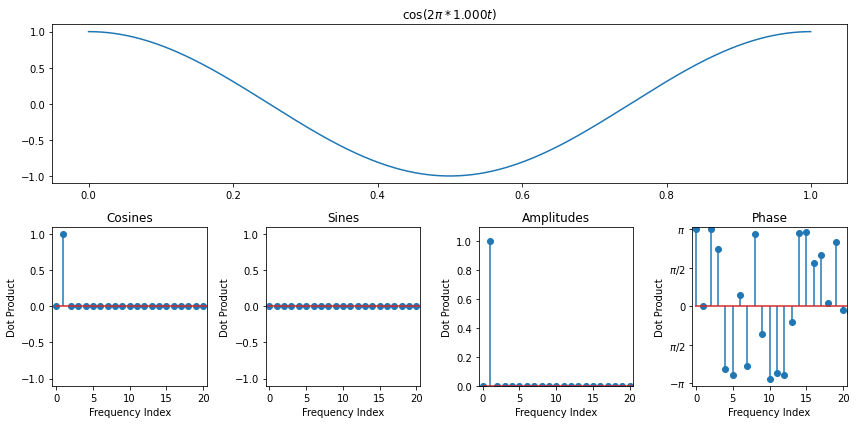 cos(2π * 1.000t)
1.0
0.5
0.0
−0.5
−1.0
0.0 0.2 0.4 0.6 0.8 1.0
Cosines Sines Amplitudes Phase
Dot Product
1.0
0.5
0.0
−0.5
−1.0
0 5 10 15 20
Frequency Index
Dot Product
1.0
0.5
0.0
−0.5
−1.0
0 5 10 15 20
Frequency Index
Dot Product
1.0
0.8
0.6
0.4
0.2
0.0
0 5 10 15 20
Frequency Index
Dot Product
π
π/2
0
π/2
−π
0 5 10 15 20
Frequency Index